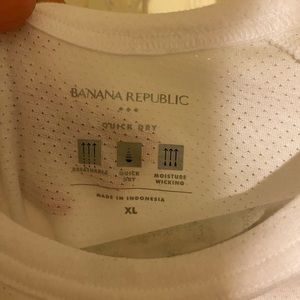 BANANA REPUBLIC
QUICK DRY
BREATHABLE
QUICK DRY
MOISTURE WICKING
MADE IN INDONESIA
XL